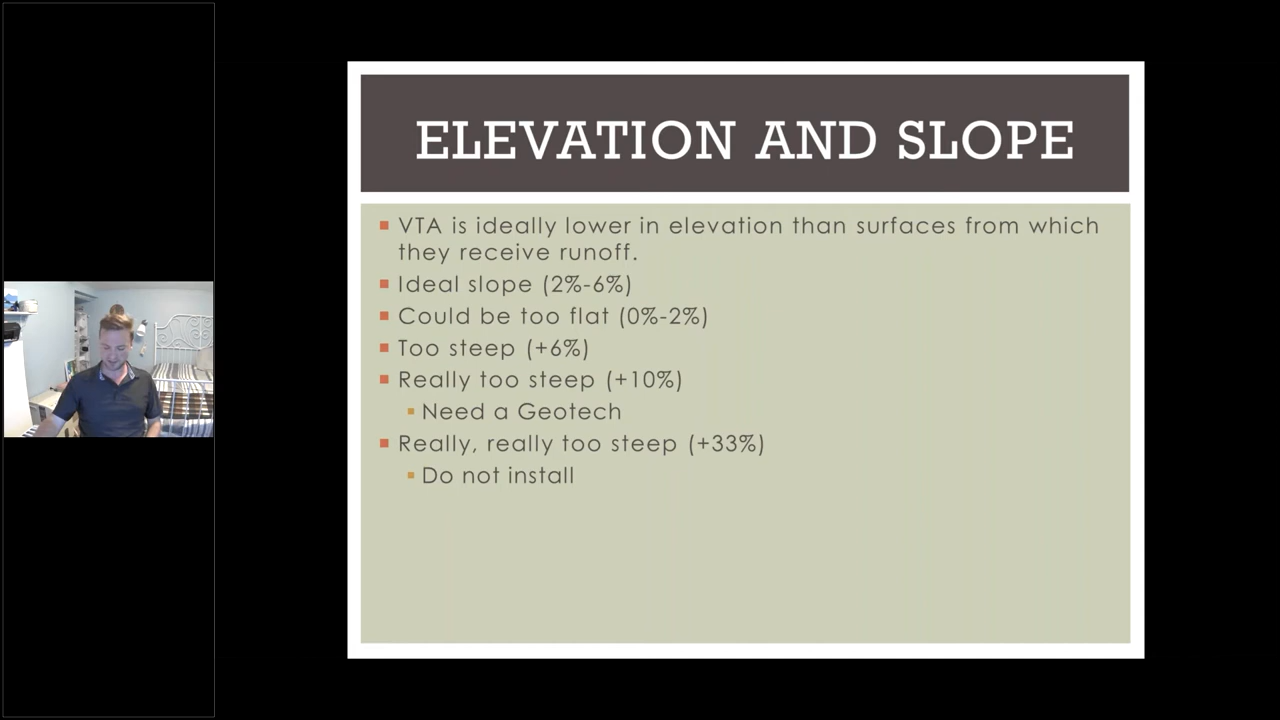 ELEVATION AND SLOPE
VTA is ideally lower in elevation than surfaces from which
they receive runoff.
Ideal slope (2%-6%)
Could be too flat (0%-2%)
Too steep (+6%)
Really too steep (+10%)
Need a Geotech
Really, really too steep (+33%)
Do not install